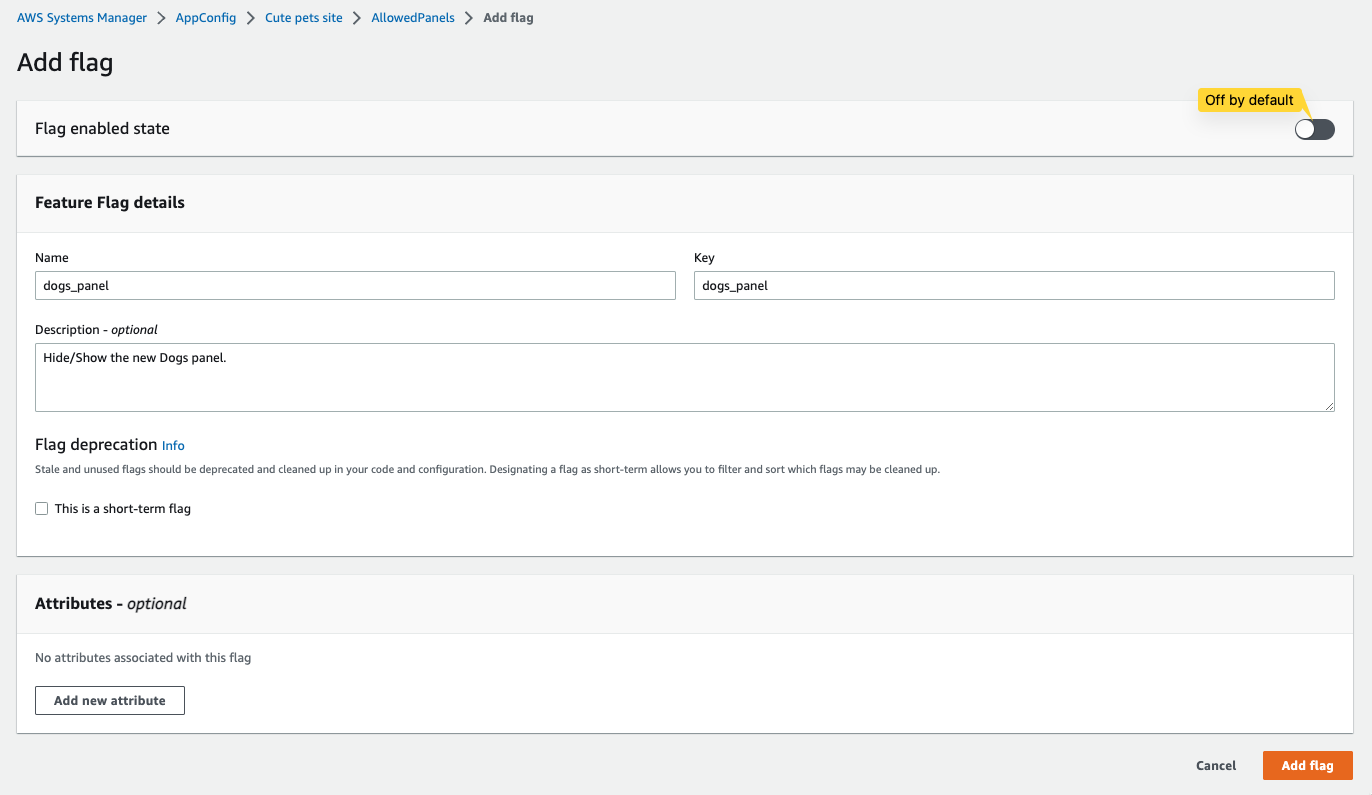 AWS Systems Manager > AppConfig > Cute pets site > AllowedPanels > Add flag
Add flag
Off by default
Flag enabled state
Feature Flag details
Name
Key
dogs_panel
dogs_panel
Description - optional
Hide/Show the new Dogs panel.
Flag deprecation Info
Stale and unused flags should be deprecated and cleaned up in your code and configuration. Designating a flag as short-term allows you to filter and sort which flags may be cleaned up.
This is a short-term flag
Attributes - optional
No attributes associated with this flag
Add new attribute
Cancel
Add flag